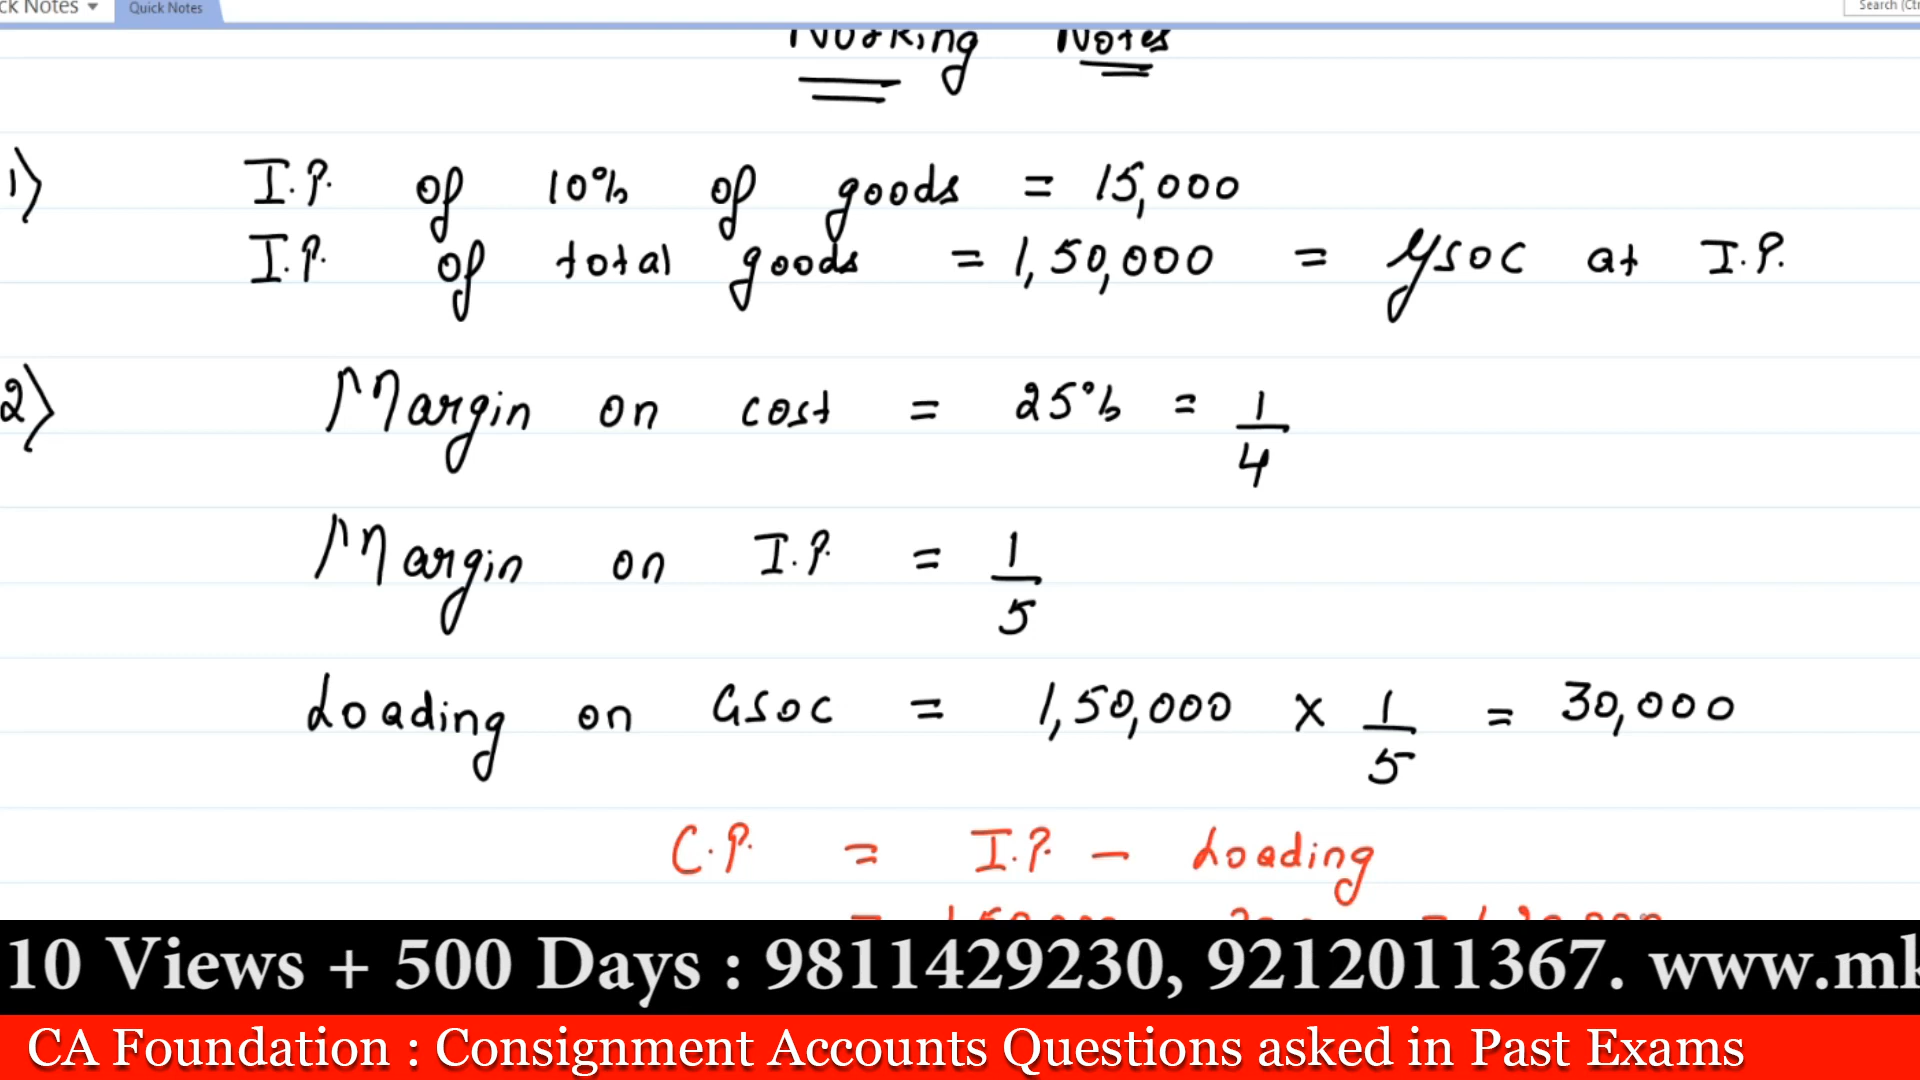 ck Notes
Quick Notes
Search (Ctr
Working Notes
1) I.P. of 10% of goods = 15,000
I.P. of total goods = 1,50,000 = GSOC at I.P.
2) Margin on cost = 25% = 1/4
Margin on I.P. = 1/5
Loading on GSOC = 1,50,000 x 1/5 = 30,000
C.P. = I.P. - Loading
10 Views + 500 Days : 9811429230, 9212011367. www.mk
CA Foundation : Consignment Accounts Questions asked in Past Exams